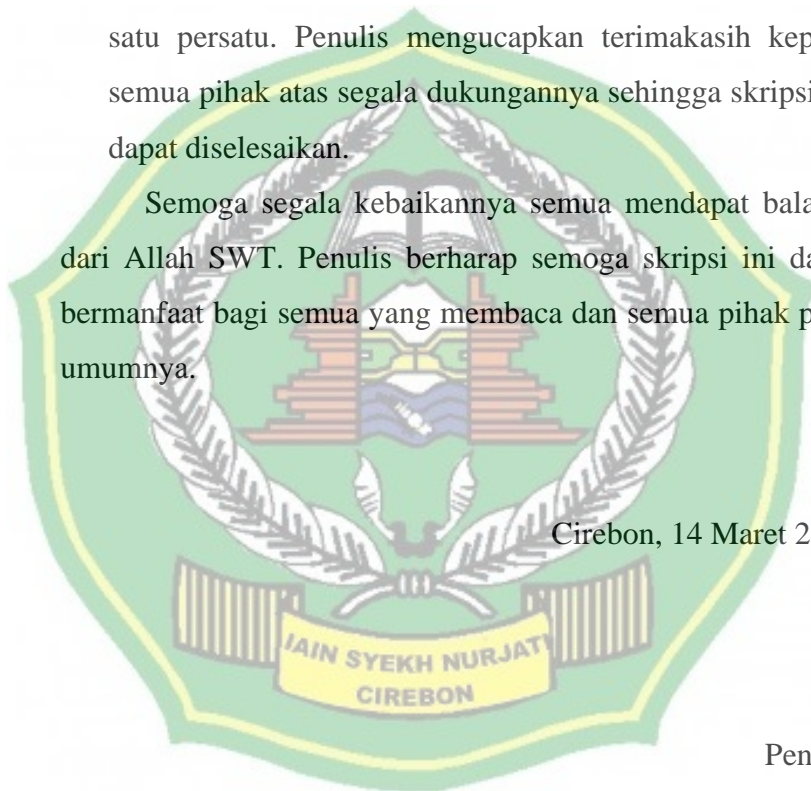 satu persatu. Penulis mengucapkan terimakasih kep
semua pihak atas segala dukungannya sehingga skripsi
dapat diselesaikan.
Semoga segala kebaikannya semua mendapat bala
dari Allah SWT. Penulis berharap semoga skripsi ini da
bermanfaat bagi semua yang membaca dan semua pihak p
umumnya.
Cirebon, 14 Maret 2
IAIN SYEKH NURJATI
CIREBON
Pen